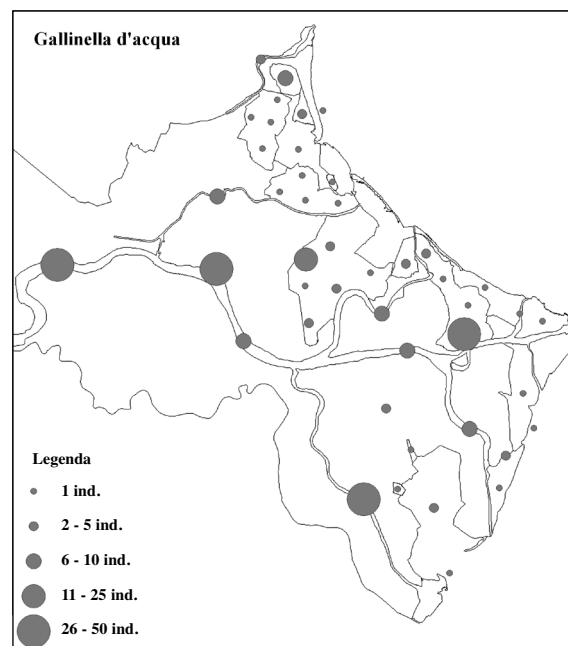 Gallinella d'acqua
Legenda
1 ind.
2 - 5 ind.
6 - 10 ind.
11 - 25 ind.
26 - 50 ind.